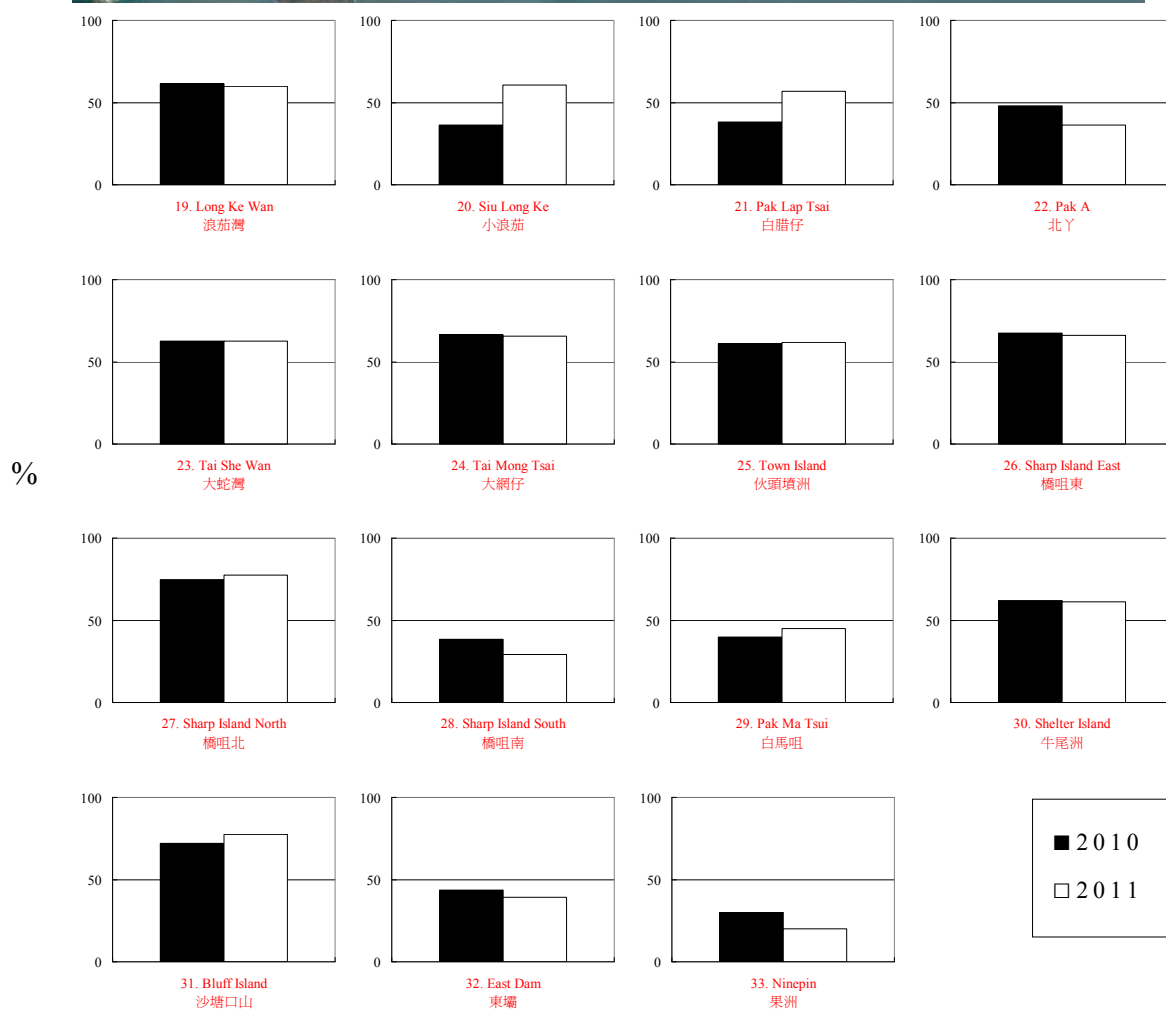 100 100 100 100
50 50 50 50
0 0 0 0
19. Long Ke Wan 20. Siu Long Ke 21. Pak Lap Tsai 22. Pak A
浪茄灣 小浪茄 白腊仔 北丫
100 100 100 100
50 50 50 50
0 0 0 0
23. Tai She Wan 24. Tai Mong Tsai 25. Town Island 26. Sharp Island East
大蛇灣 大網仔 伙頭墳洲 橋咀東
%
100 100 100 100
50 50 50 50
0 0 0 0
27. Sharp Island North 28. Sharp Island South 29. Pak Ma Tsui 30. Shelter Island
橋咀北 橋咀南 白馬咀 牛尾洲
100 100 100
50 50 50
0 0 0
31. Bluff Island 32. East Dam 33. Ninepin
沙塘口山 東壩 果洲
2010
2011